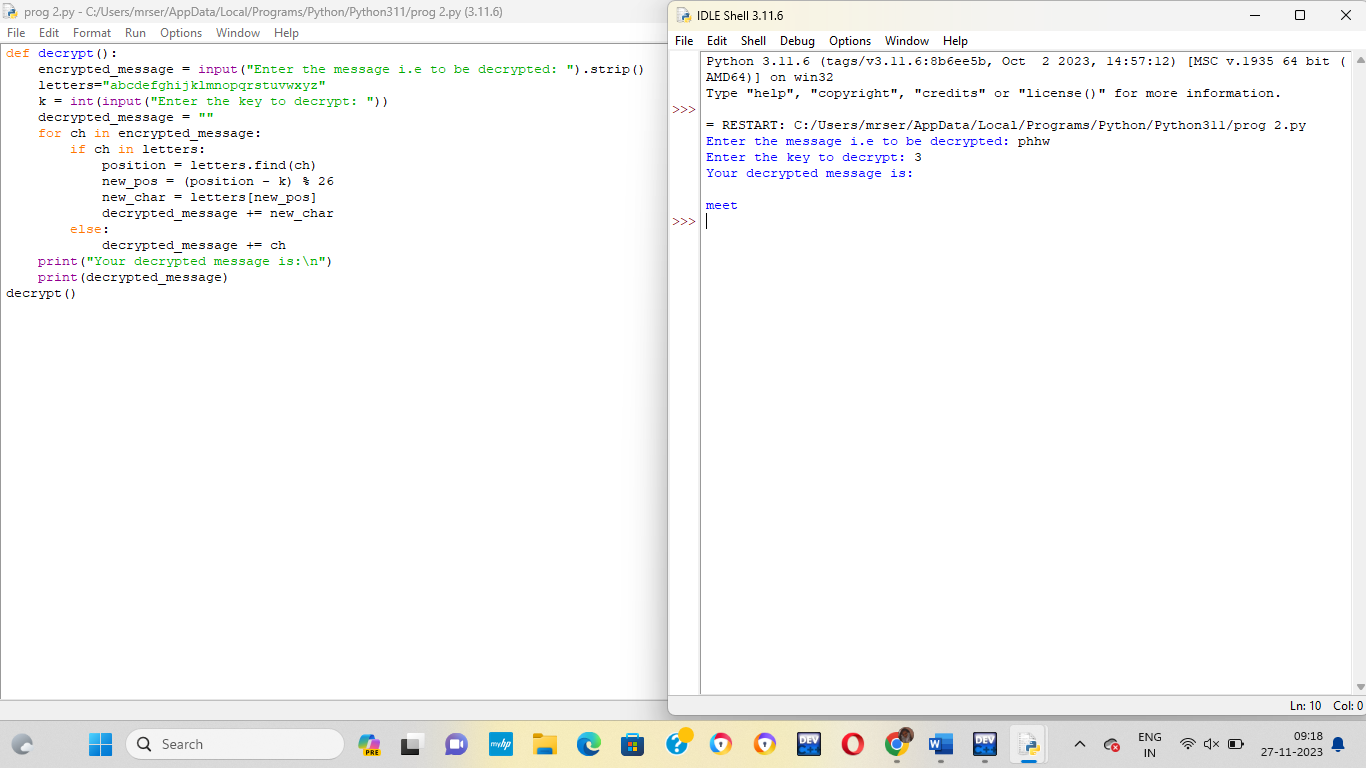 prog 2.py - C:/Users/mrser/AppData/Local/Programs/Python/Python311/prog 2.py (3.11.6)
File Edit Format Run Options Window Help
def decrypt():
    encrypted_message = input("Enter the message i.e to be decrypted: ").strip()
    letters="abcdefghijklmnopqrstuvwxyz"
    k = int(input("Enter the key to decrypt: "))
    decrypted_message = ""
    for ch in encrypted_message:
        if ch in letters:
            position = letters.find(ch)
            new_pos = (position - k) % 26
            new_char = letters[new_pos]
            decrypted_message += new_char
        else:
            decrypted_message += ch
    print("Your decrypted message is:\n")
    print(decrypted_message)
decrypt()
IDLE Shell 3.11.6
File Edit Shell Debug Options Window Help
Python 3.11.6 (tags/v3.11.6:8b6ee5b, Oct  2 2023, 14:57:12) [MSC v.1935 64 bit (
AMD64)] on win32
Type "help", "copyright", "credits" or "license()" for more information.
>>>
= RESTART: C:/Users/mrser/AppData/Local/Programs/Python/Python311/prog 2.py
Enter the message i.e to be decrypted: phhw
Enter the key to decrypt: 3
Your decrypted message is:
meet
>>>
Ln: 10 Col: 0
Search
PRE
myhp
DEV
W
DEV
ENG
IN
09:18
27-11-2023